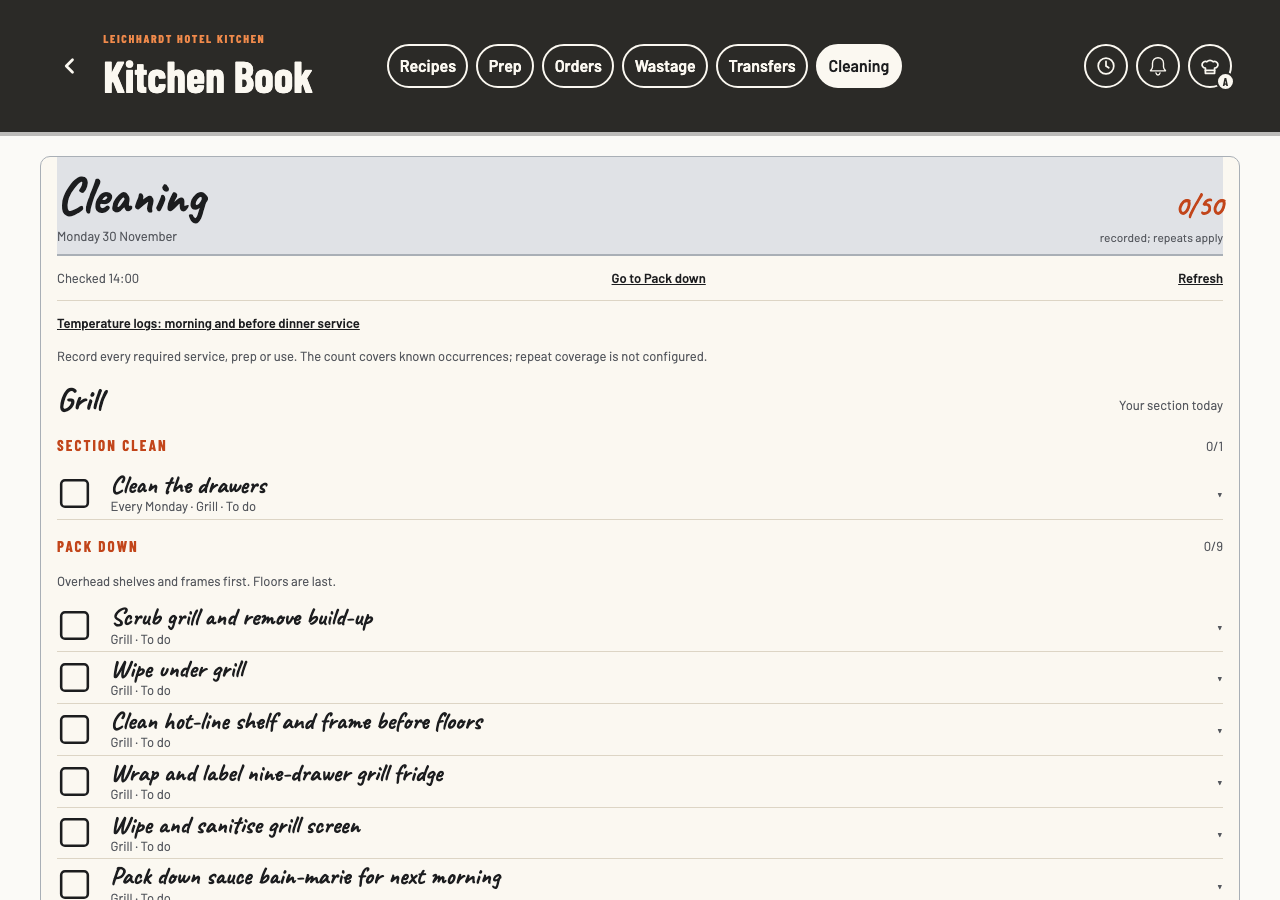 LEICHHARDT HOTEL KITCHEN
Kitchen Book
Recipes
Prep
Orders
Wastage
Transfers
Cleaning
A
Cleaning
0/50
Monday 30 November
recorded; repeats apply
Checked 14:00
Go to Pack down
Refresh
Temperature logs: morning and before dinner service
Record every required service, prep or use. The count covers known occurrences; repeat coverage is not configured.
Grill
Your section today
SECTION CLEAN
0/1
Clean the drawers
Every Monday · Grill · To do
PACK DOWN
0/9
Overhead shelves and frames first. Floors are last.
Scrub grill and remove build-up
Grill · To do
Wipe under grill
Grill · To do
Clean hot-line shelf and frame before floors
Grill · To do
Wrap and label nine-drawer grill fridge
Grill · To do
Wipe and sanitise grill screen
Grill · To do
Pack down sauce bain-marie for next morning
Grill · To do